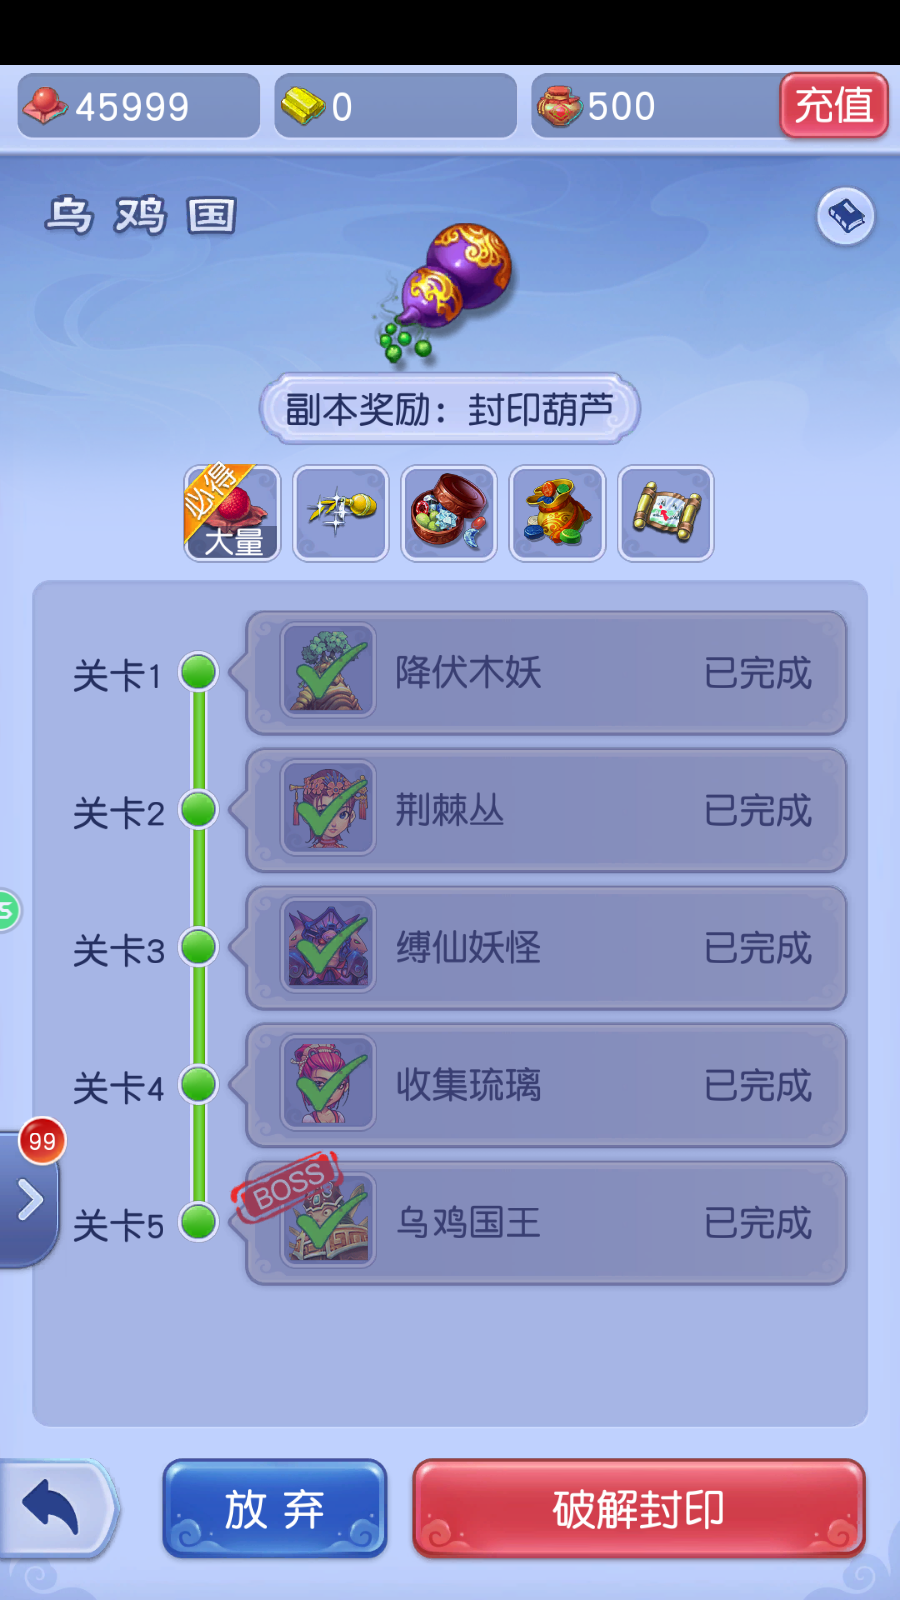 45999 0 500 充值
乌鸡国
副本奖励：封印葫芦
必得
大量
关卡1 降伏木妖 已完成
关卡2 荆棘丛 已完成
5
关卡3 缚仙妖怪 已完成
关卡4 收集琉璃 已完成
99
BOSS
关卡5 乌鸡国王 已完成
放弃 破解封印